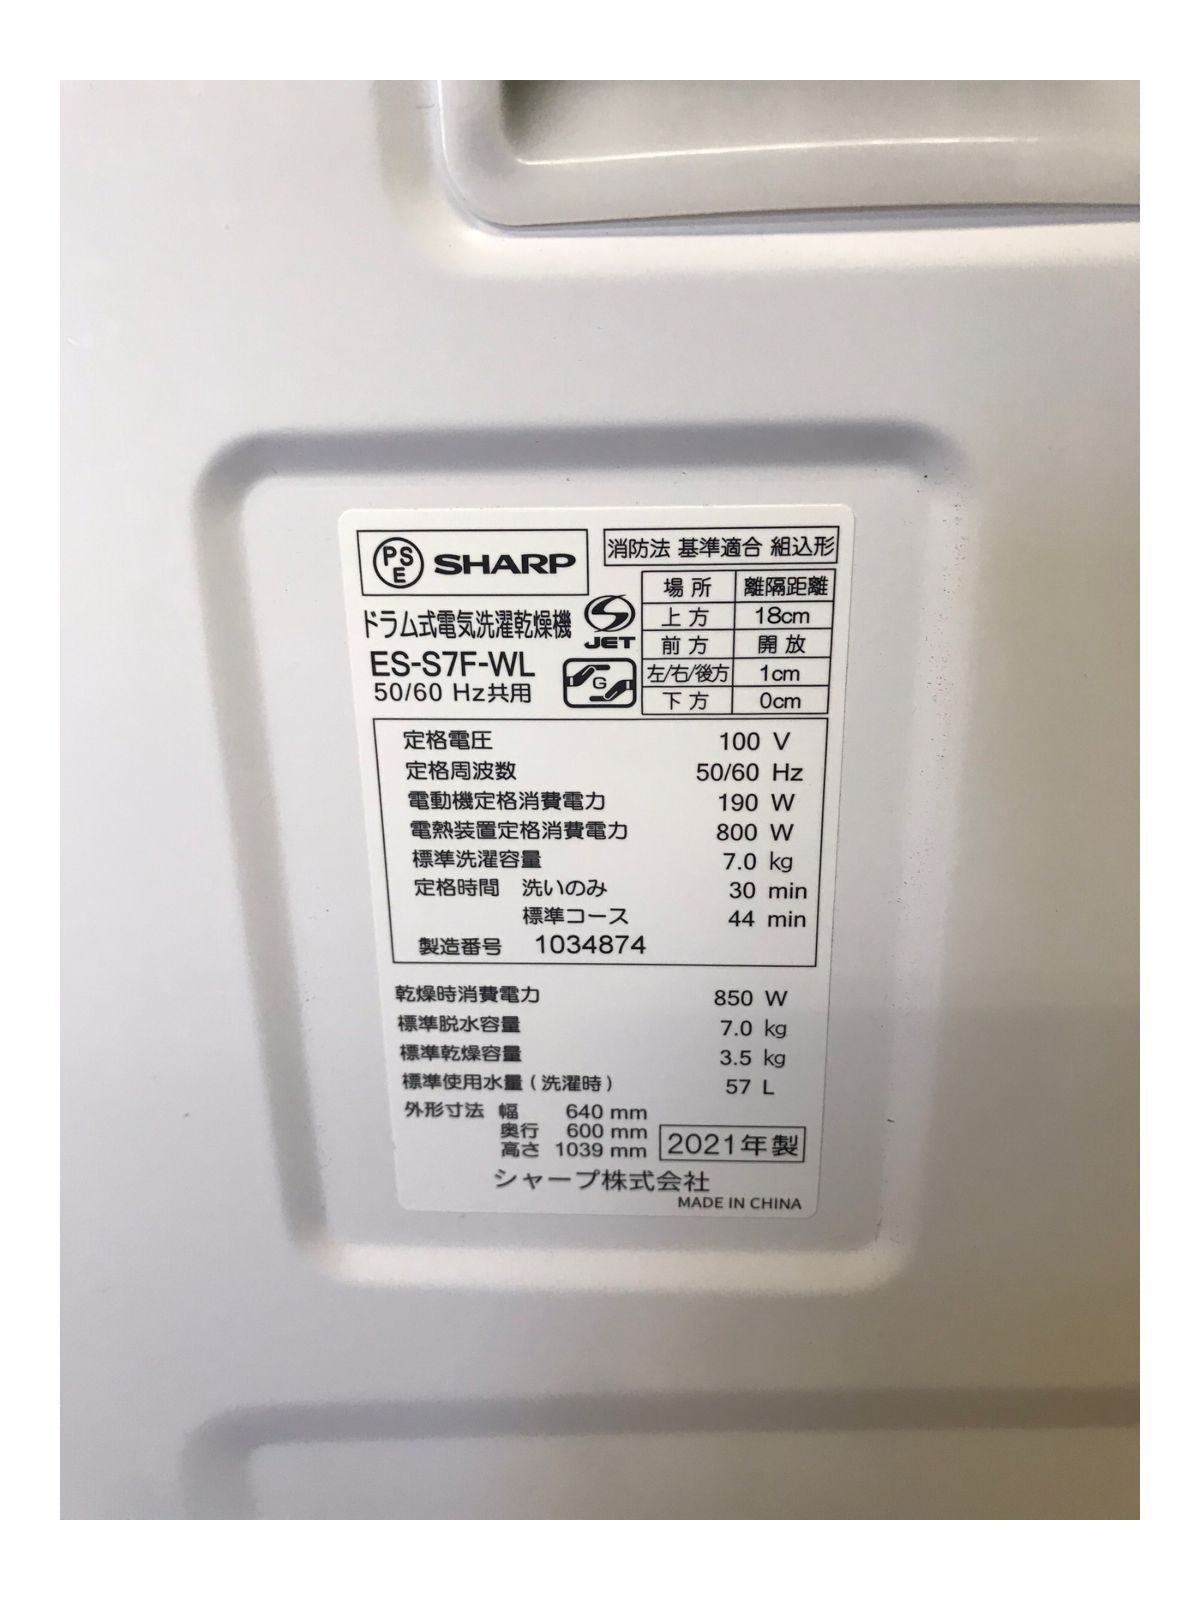 PSE SHARP
消防法 基準適合 組込形
場所 離隔距離
上方 18cm
前方 開放
左/右/後方 1cm
下方 0cm
ドラム式電気洗濯乾燥機
JET
ES-S7F-WL
50/60 Hz共用
G
定格電圧 100 V
定格周波数 50/60 Hz
電動機定格消費電力 190 W
電熱装置定格消費電力 800 W
標準洗濯容量 7.0 kg
定格時間 洗いのみ 30 min
標準コース 44 min
製造番号 1034874
乾燥時消費電力 850 W
標準脱水容量 7.0 kg
標準乾燥容量 3.5 kg
標準使用水量(洗濯時) 57 L
外形寸法 幅 640 mm
奥行 600 mm
高さ 1039 mm
2021年製
シャープ株式会社
MADE IN CHINA